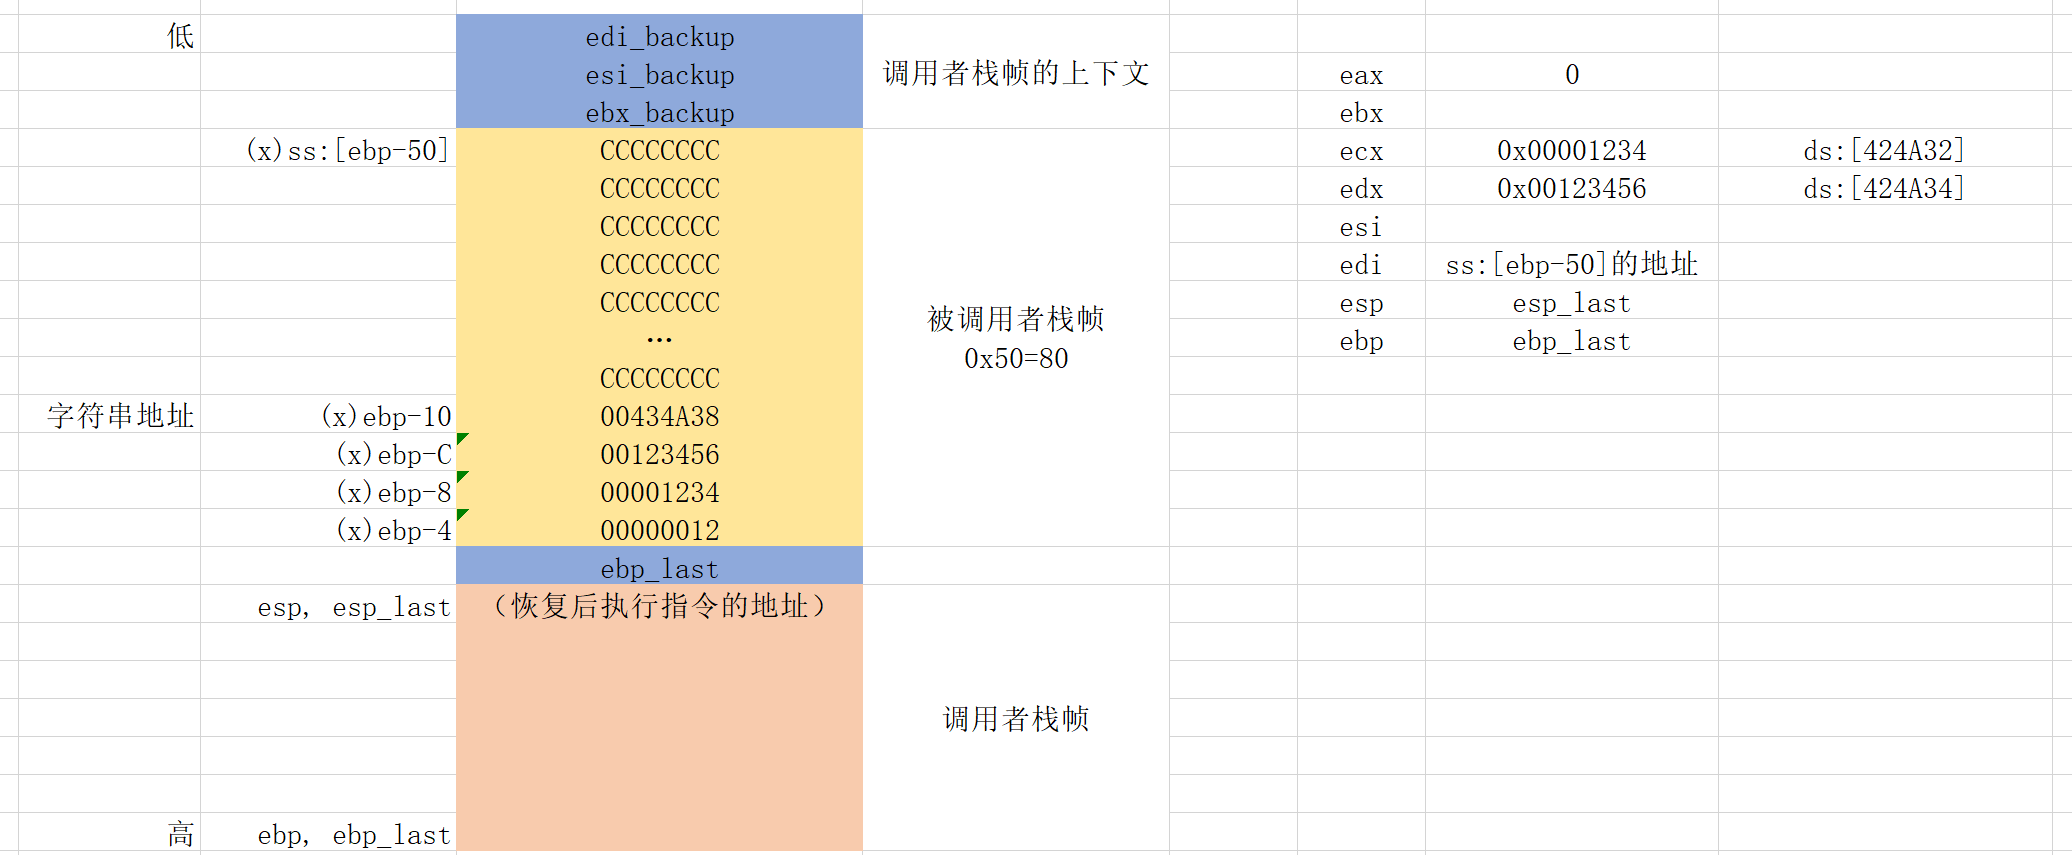 低 edi_backup
esi_backup 调用者栈帧的上下文 eax 0
ebx_backup ebx
(x)ss:[ebp-50] CCCCCCCC ecx 0x00001234 ds:[424A32]
CCCCCCCC edx 0x00123456 ds:[424A34]
CCCCCCCC esi
CCCCCCCC edi ss:[ebp-50]的地址
CCCCCCCC 被调用者栈帧 esp esp_last
… 0x50=80 ebp ebp_last
CCCCCCCC
字符串地址 (x)ebp-10 00434A38
(x)ebp-C 00123456
(x)ebp-8 00001234
(x)ebp-4 00000012
ebp_last
esp, esp_last （恢复后执行指令的地址）
调用者栈帧
高 ebp, ebp_last